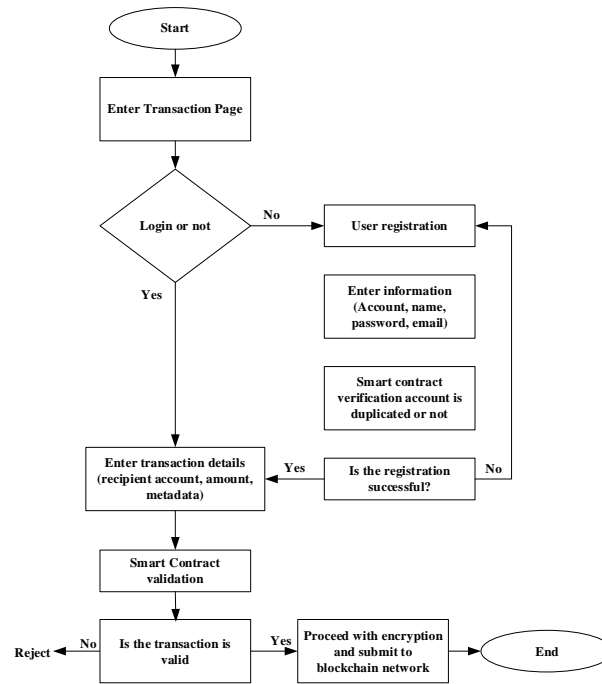 Start
Enter Transaction Page
Login or not
No
User registration
Yes
Enter information
(Account, name,
password, email)
Smart contract
verification account is
duplicated or not
Enter transaction details
(recipient account, amount,
metadata)
Yes
Is the registration
successful?
No
Smart Contract
validation
Reject
No
Is the transaction is
valid
Yes
Proceed with encryption
and submit to
blockchain network
End